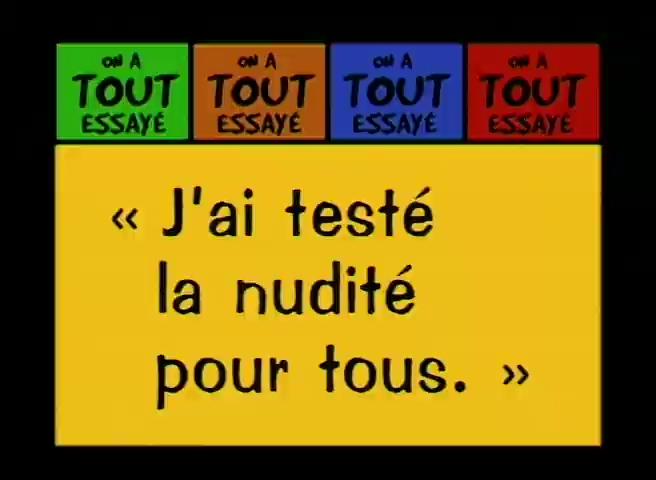 ON A TOUT ESSAYÉ
ON A TOUT ESSAYÉ
ON A TOUT ESSAYÉ
ON A TOUT ESSAYÉ
« J'ai testé
la nudité
pour tous. »